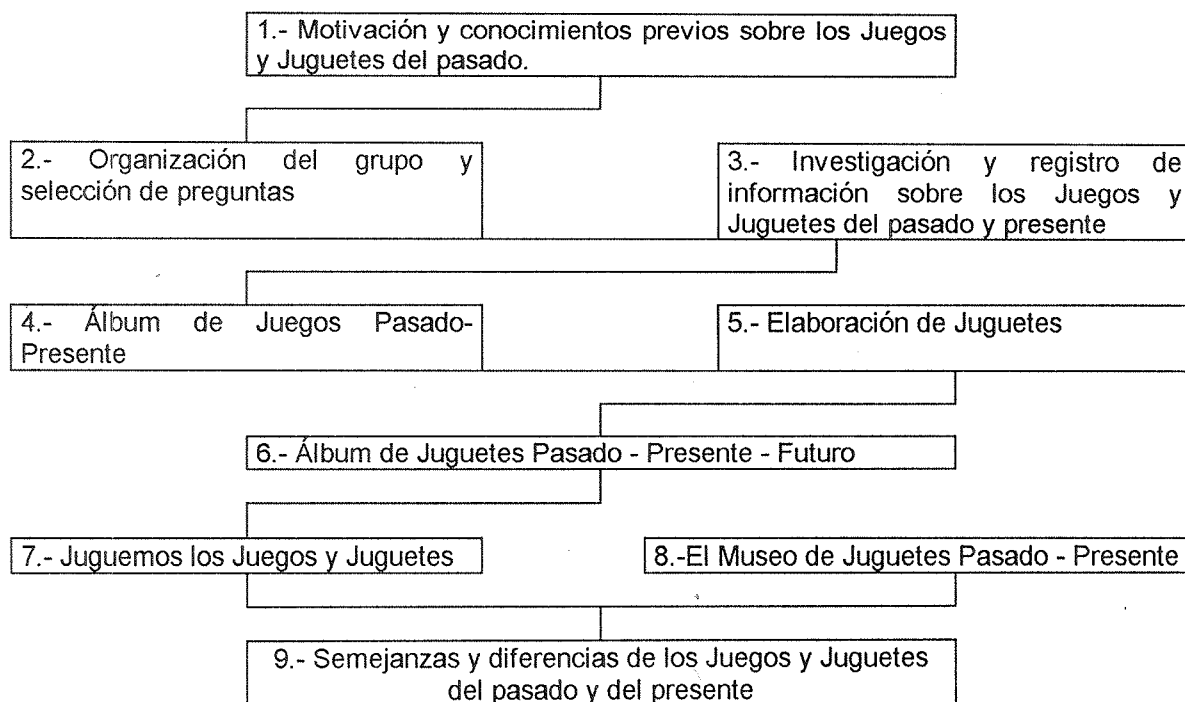 1.- Motivación y conocimientos previos sobre los Juegos
y Juguetes del pasado.
2.- Organización del grupo y
selección de preguntas
3.- Investigación y registro de
información sobre los Juegos y
Juguetes del pasado y presente
4.- Álbum de Juegos Pasado-
Presente
5.- Elaboración de Juguetes
6.- Álbum de Juguetes Pasado - Presente - Futuro
7.- Juguemos los Juegos y Juguetes
8.-El Museo de Juguetes Pasado - Presente
9.- Semejanzas y diferencias de los Juegos y Juguetes
del pasado y del presente